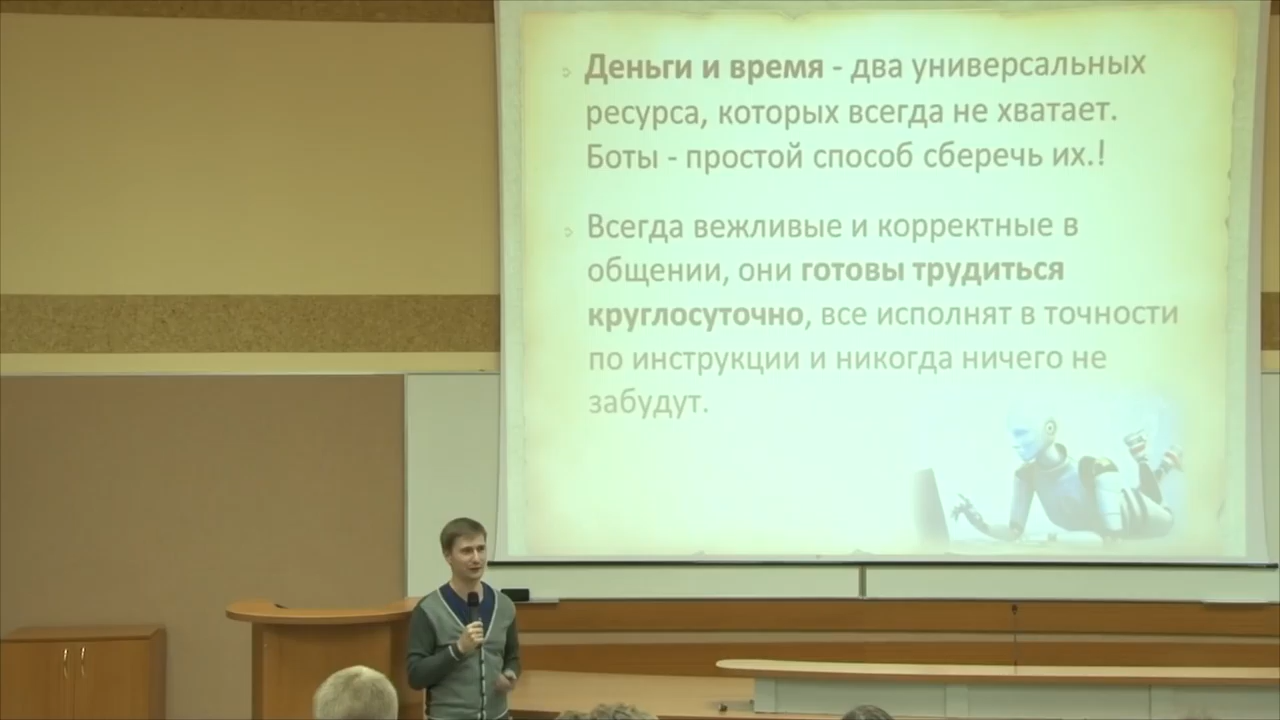 Деньги и время - два универсальных
ресурса, которых всегда не хватает.
Боты - простой способ сберечь их.!
Всегда вежливые и корректные в
общении, они готовы трудиться
круглосуточно, все исполнят в точности
по инструкции и никогда ничего не
забудут.